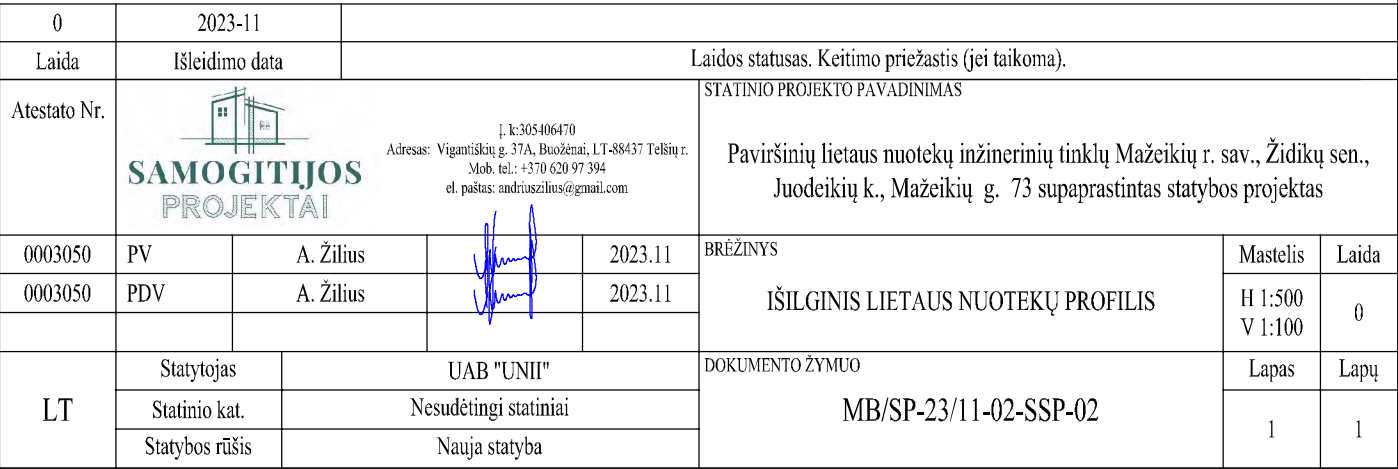 0 2023-11
Laida Išleidimo data Laidos statusas. Keitimo priežastis (jei taikoma).
Atestato Nr.
SAMOGITIJOS
PROJEKTAI
Į. k:305406470
Adresas: Vigantiškių g. 37A, Buožėnai, LT-88437 Telšių r.
Mob. tel.: +370 620 97 394
el. paštas: andriuszilius@gmail.com
STATINIO PROJEKTO PAVADINIMAS
Paviršinių lietaus nuotekų inžinerinių tinklų Mažeikių r. sav., Židikų sen.,
Juodeikių k., Mažeikių g. 73 supaprastintas statybos projektas
0003050 PV A. Žilius 2023.11
0003050 PDV A. Žilius 2023.11
BRĖŽINYS
IŠILGINIS LIETAUS NUOTEKŲ PROFILIS
Mastelis Laida
H 1:500
V 1:100
0
LT
Statytojas UAB "UNII"
Statinio kat. Nesudėtingi statiniai
Statybos rūšis Nauja statyba
DOKUMENTO ŽYMUO
MB/SP-23/11-02-SSP-02
Lapas Lapų
1 1